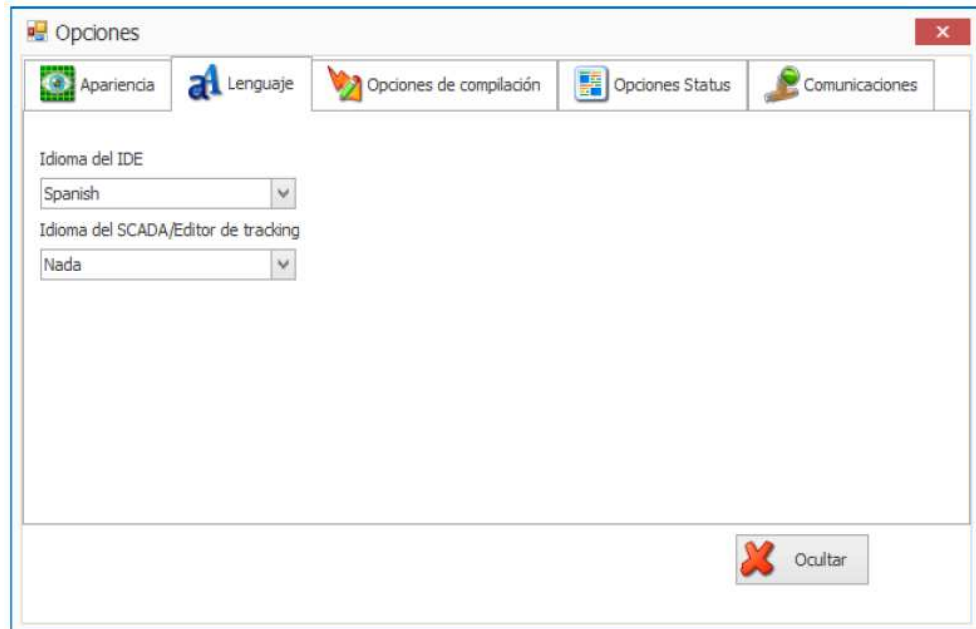 Opciones
Apariencia
Lenguaje
Opciones de compilación
Opciones Status
Comunicaciones
Idioma del IDE
Spanish
Idioma del SCADA/Editor de tracking
Nada
Ocultar